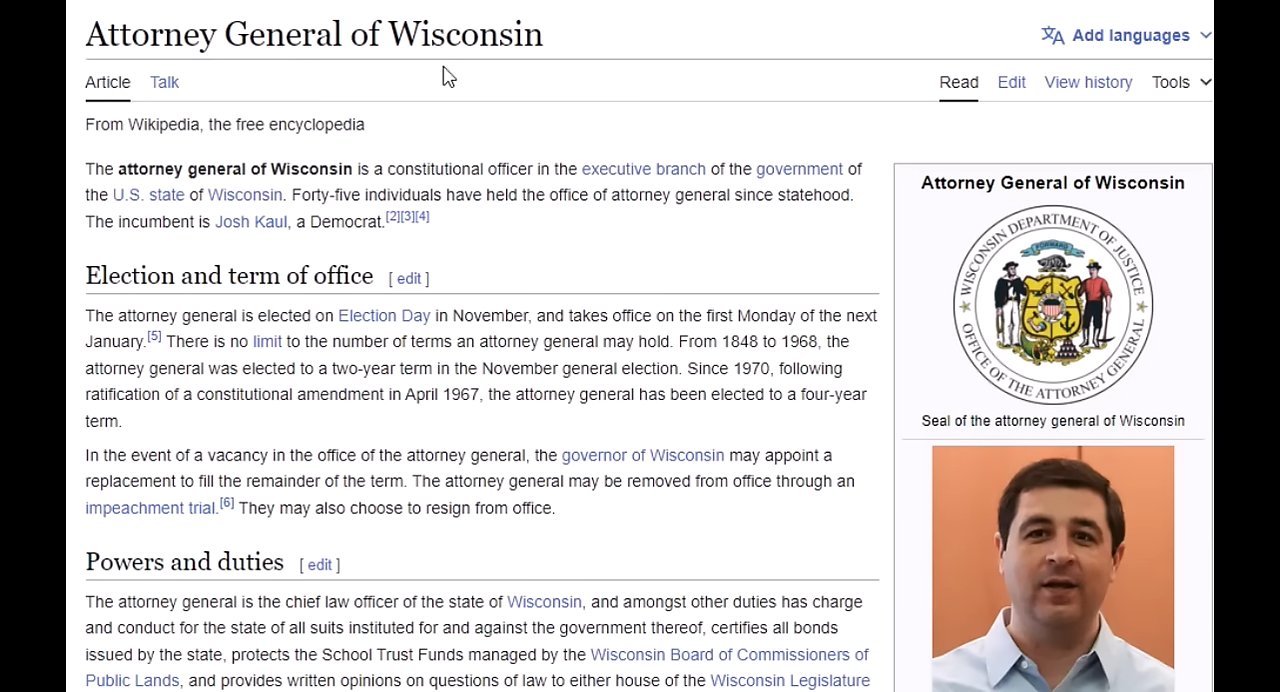 Attorney General of Wisconsin
Add languages
Article Talk
Read Edit View history Tools
From Wikipedia, the free encyclopedia
The attorney general of Wisconsin is a constitutional officer in the executive branch of the government of
the U.S. state of Wisconsin. Forty-five individuals have held the office of attorney general since statehood.
The incumbent is Josh Kaul, a Democrat.[2][3][4]
Election and term of office [ edit ]
The attorney general is elected on Election Day in November, and takes office on the first Monday of the next
January.[5] There is no limit to the number of terms an attorney general may hold. From 1848 to 1968, the
attorney general was elected to a two-year term in the November general election. Since 1970, following
ratification of a constitutional amendment in April 1967, the attorney general has been elected to a four-year
term.
In the event of a vacancy in the office of the attorney general, the governor of Wisconsin may appoint a
replacement to fill the remainder of the term. The attorney general may be removed from office through an
impeachment trial.[6] They may also choose to resign from office.
Powers and duties [ edit ]
The attorney general is the chief law officer of the state of Wisconsin, and amongst other duties has charge
and conduct for the state of all suits instituted for and against the government thereof, certifies all bonds
issued by the state, protects the School Trust Funds managed by the Wisconsin Board of Commissioners of
Public Lands, and provides written opinions on questions of law to either house of the Wisconsin Legislature
Attorney General of Wisconsin
WISCONSIN DEPARTMENT OF JUSTICE
FORWARD
OFFICE OF THE ATTORNEY GENERAL
Seal of the attorney general of Wisconsin